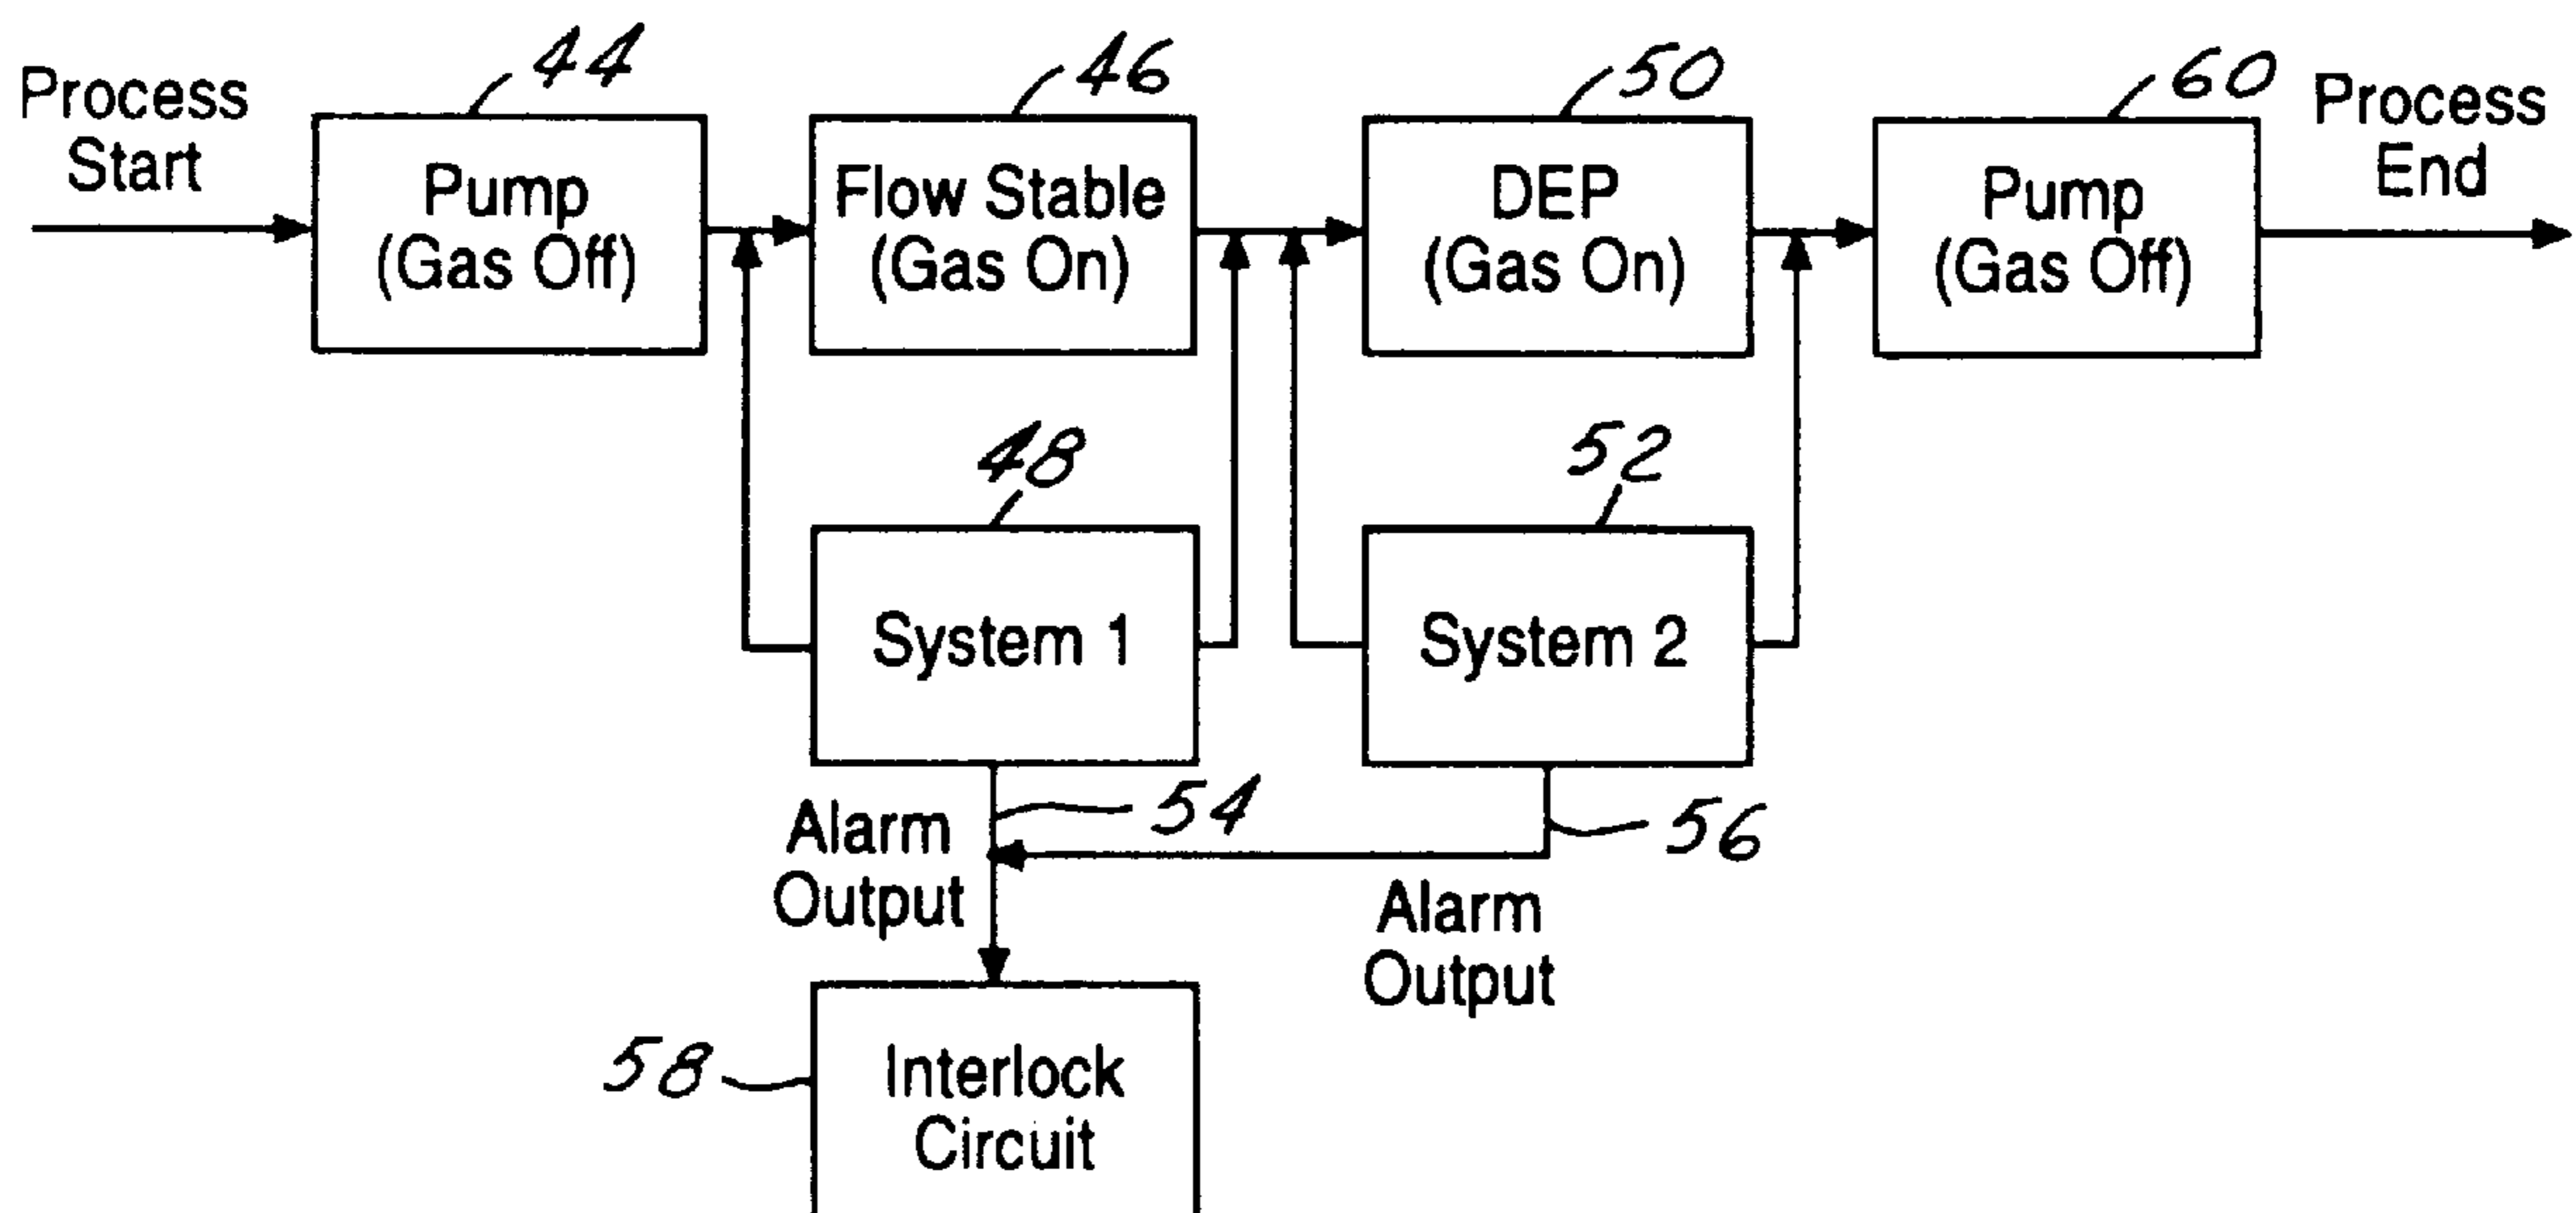 44
46
50
60
Process
Start
Pump
(Gas Off)
Flow Stable
(Gas On)
DEP
(Gas On)
Pump
(Gas Off)
Process
End
48
52
System 1
System 2
54
56
Alarm
Output
Alarm
Output
58
Interlock
Circuit